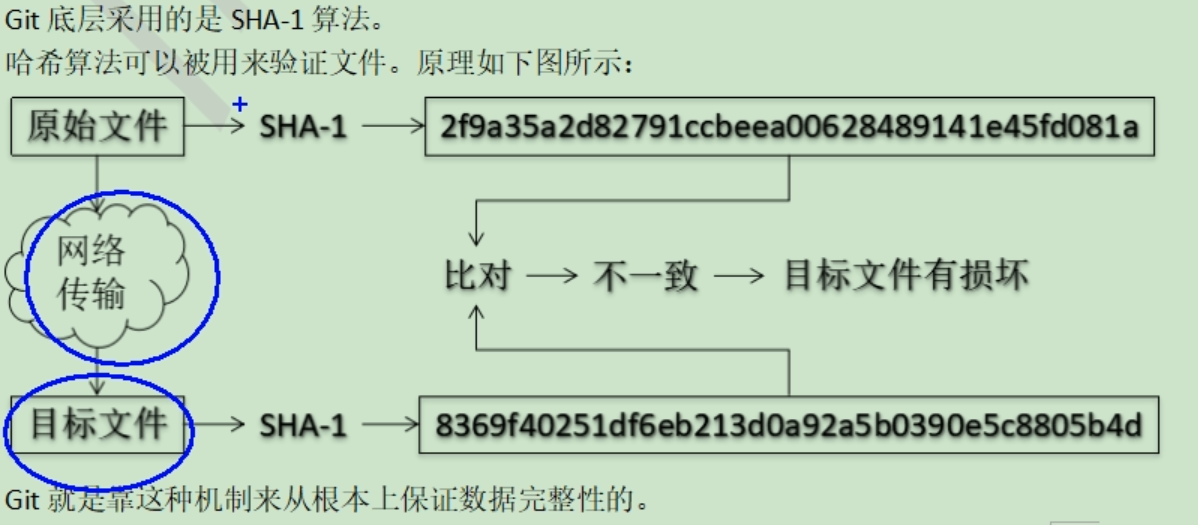 Git 底层采用的是 SHA-1 算法。
哈希算法可以被用来验证文件。原理如下图所示：
原始文件 SHA-1 2f9a35a2d82791ccbeea00628489141e45fd081a
网络
传输
比对 不一致 目标文件有损坏
目标文件 SHA-1 8369f40251df6eb213d0a92a5b0390e5c8805b4d
Git 就是靠这种机制来从根本上保证数据完整性的。